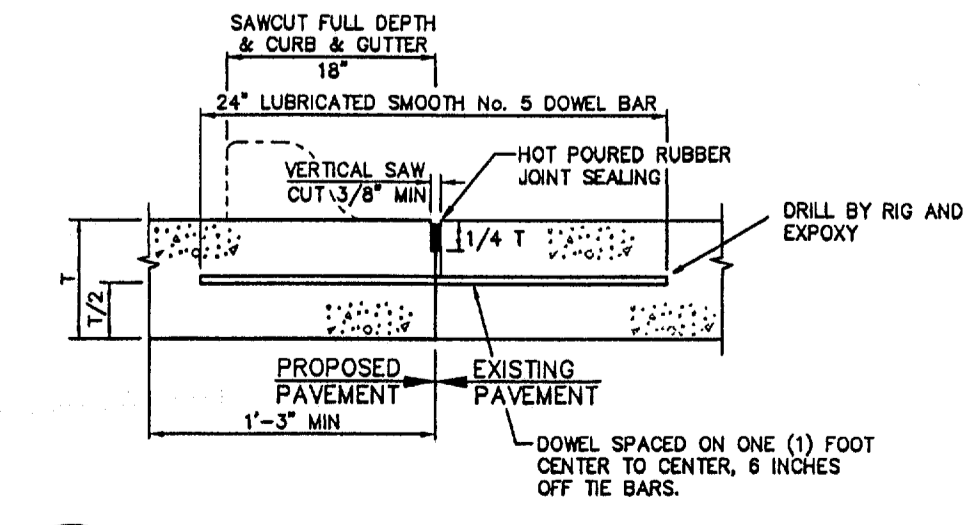 SAWCUT FULL DEPTH
& CURB & GUTTER
18"
24" LUBRICATED SMOOTH No. 5 DOWEL BAR
VERTICAL SAW
CUT 3/8" MIN
HOT POURED RUBBER
JOINT SEALING
DRILL BY RIG AND
EXPOXY
1/4 T
T
T/2
PROPOSED
PAVEMENT
EXISTING
PAVEMENT
1'-3" MIN
DOWEL SPACED ON ONE (1) FOOT
CENTER TO CENTER, 6 INCHES
OFF TIE BARS.